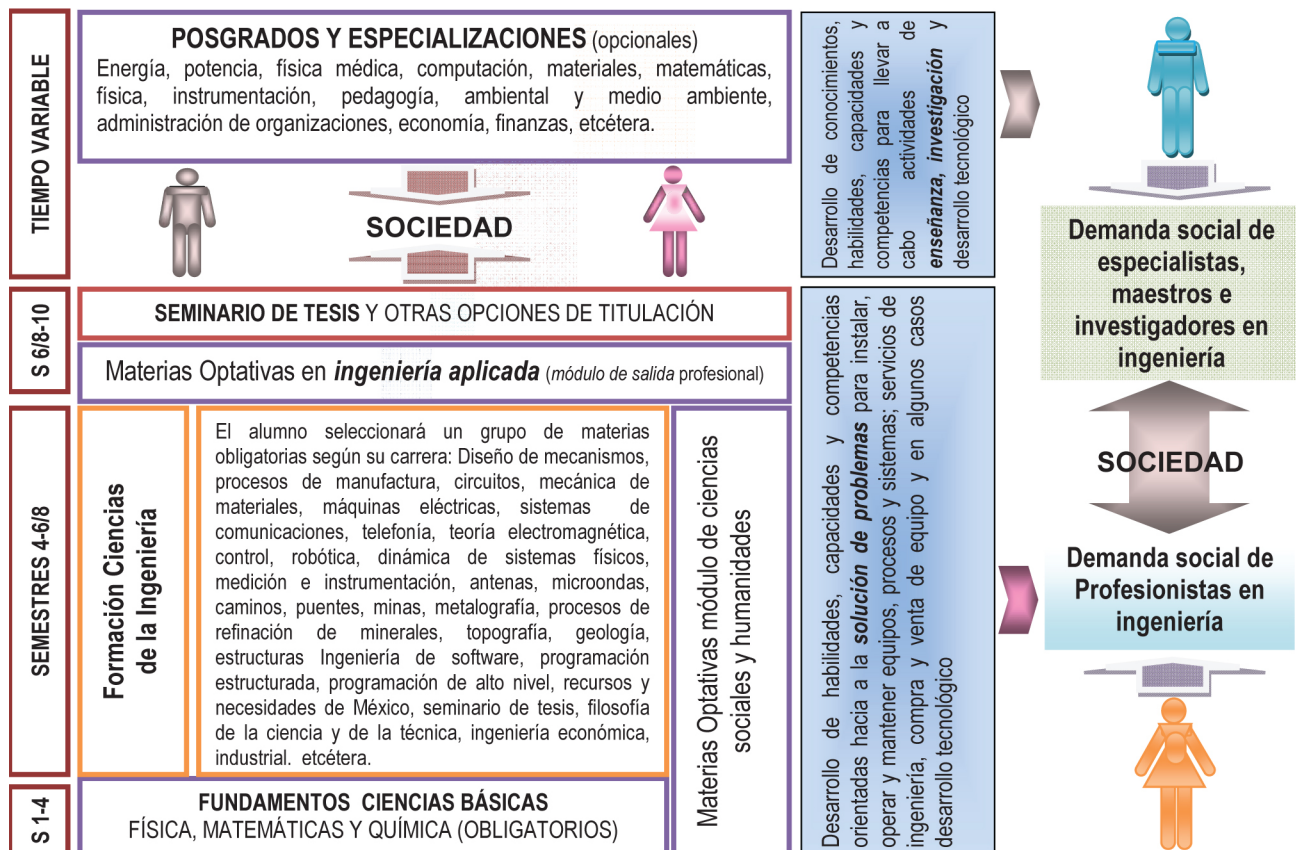 TIEMPO VARIABLE
POSGRADOS Y ESPECIALIZACIONES (opcionales)
Energía, potencia, física médica, computación, materiales, matemáticas,
física, instrumentación, pedagogía, ambiental y medio ambiente,
administración de organizaciones, economía, finanzas, etcétera.
SOCIEDAD
S 6/8-10
SEMINARIO DE TESIS Y OTRAS OPCIONES DE TITULACIÓN
Materias Optativas en ingeniería aplicada (módulo de salida profesional)
SEMESTRES 4-6/8
Formación Ciencias
de la Ingeniería
El alumno seleccionará un grupo de materias
obligatorias según su carrera: Diseño de mecanismos,
procesos de manufactura, circuitos, mecánica de
materiales, máquinas eléctricas, sistemas de
comunicaciones, telefonía, teoría electromagnética,
control, robótica, dinámica de sistemas físicos,
medición e instrumentación, antenas, microondas,
caminos, puentes, minas, metalografía, procesos de
refinación de minerales, topografía, geología,
estructuras Ingeniería de software, programación
estructurada, programación de alto nivel, recursos y
necesidades de México, seminario de tesis, filosofía
de la ciencia y de la técnica, ingeniería económica,
industrial. etcétera.
Materias Optativas módulo de ciencias
sociales y humanidades
S 1-4
FUNDAMENTOS CIENCIAS BÁSICAS
FÍSICA, MATEMÁTICAS Y QUÍMICA (OBLIGATORIOS)
Desarrollo de conocimientos,
habilidades, capacidades y
competencias para llevar a
cabo actividades de
enseñanza, investigación y
desarrollo tecnológico
Desarrollo de habilidades, capacidades y competencias
orientadas hacia a la solución de problemas para instalar,
operar y mantener equipos, procesos y sistemas; servicios de
ingeniería, compra y venta de equipo y en algunos casos
desarrollo tecnológico
Demanda social de
especialistas,
maestros e
investigadores en
ingeniería
SOCIEDAD
Demanda social de
Profesionistas en
ingeniería